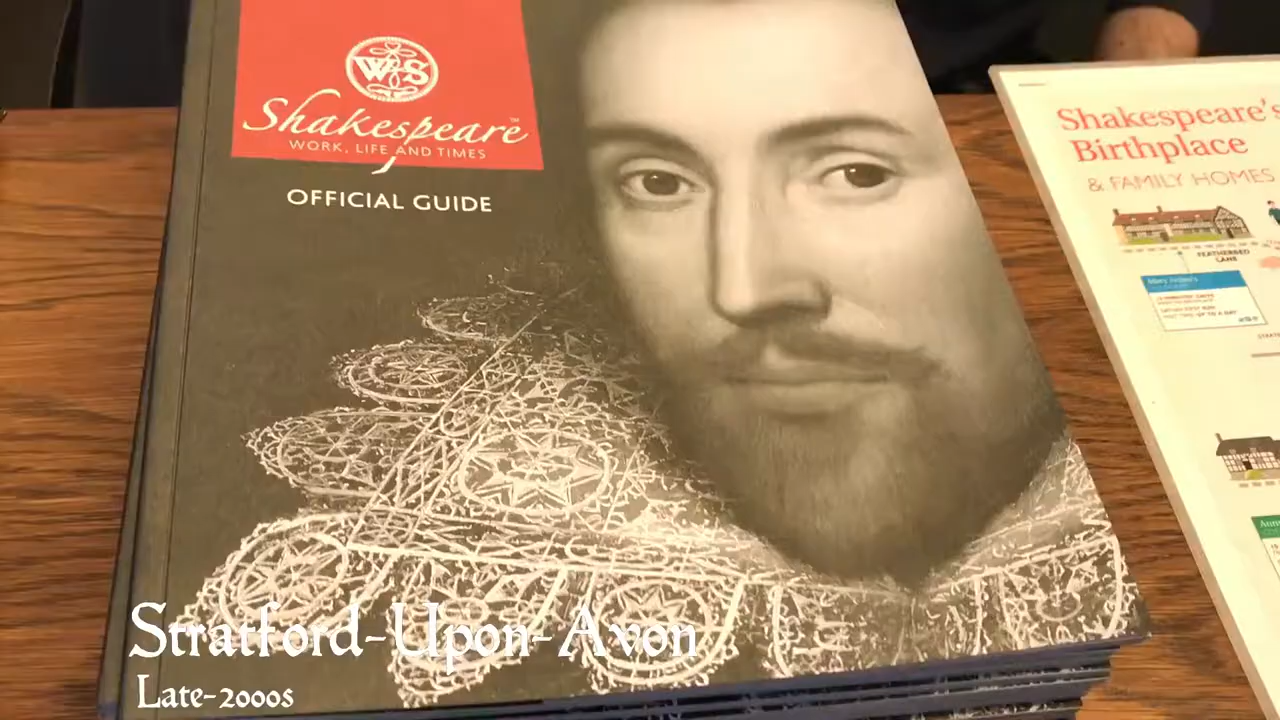 WS
Shakespeare™
WORK, LIFE AND TIMES
OFFICIAL GUIDE
Shakespeare's
Birthplace
& FAMILY HOMES
FEATHERBED
LANE
Mary Arden's
Stratford-Upon-Avon
Late-2000s